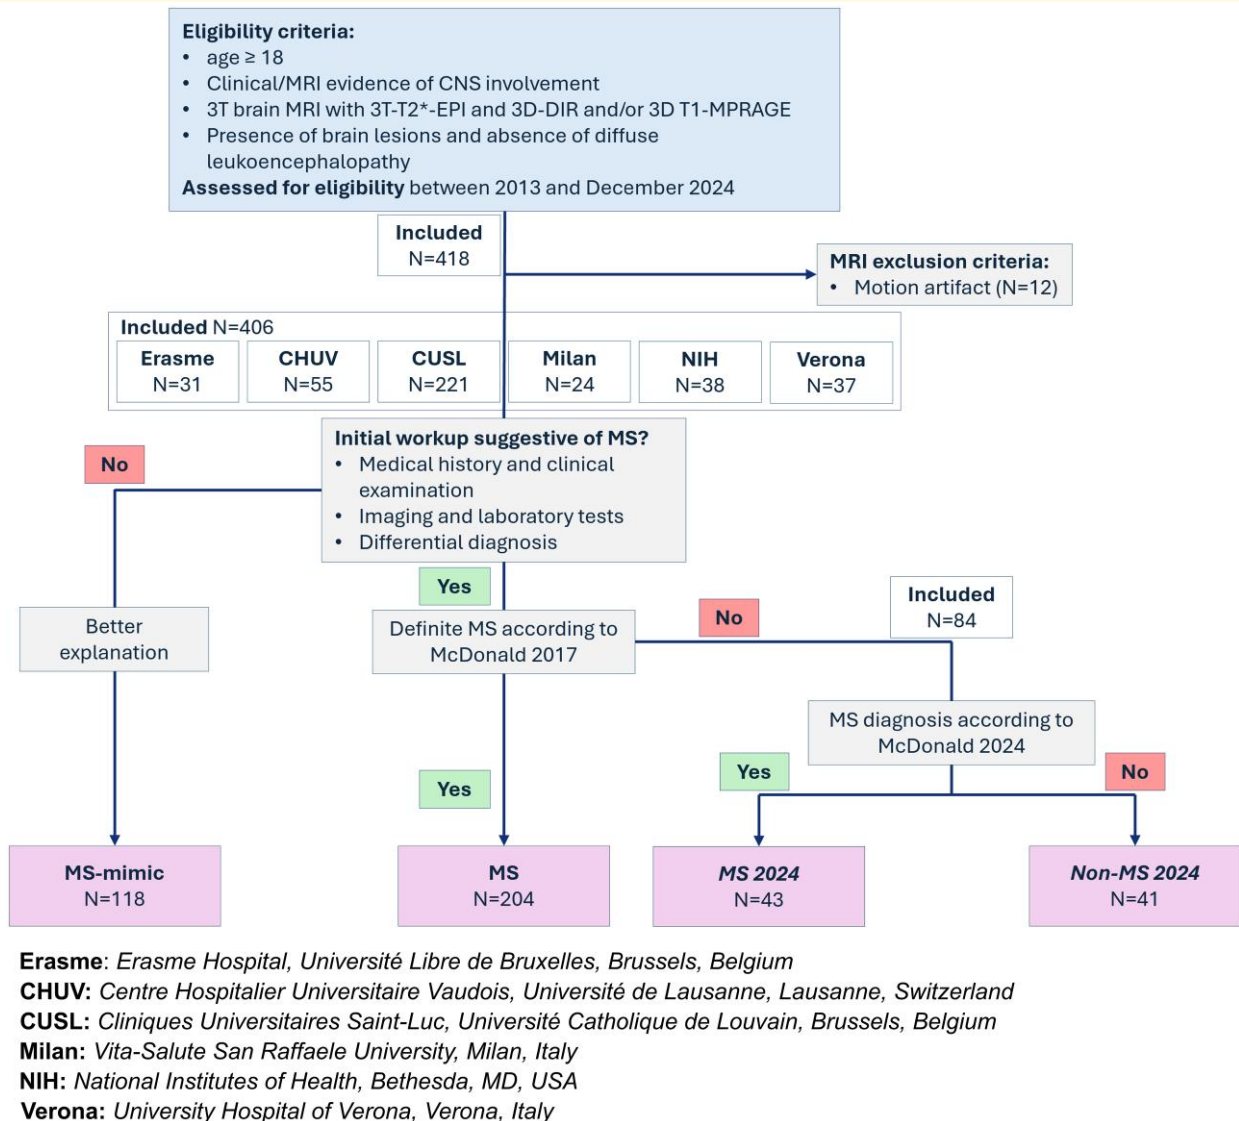 Eligibility criteria:
• age ≥ 18
• Clinical/MRI evidence of CNS involvement
• 3T brain MRI with 3T-T2*-EPI and 3D-DIR and/or 3D T1-MPRAGE
• Presence of brain lesions and absence of diffuse
leukoencephalopathy
Assessed for eligibility between 2013 and December 2024
Included
N=418
MRI exclusion criteria:
• Motion artifact (N=12)
Included N=406
Erasme
N=31
CHUV
N=55
CUSL
N=221
Milan
N=24
NIH
N=38
Verona
N=37
Initial workup suggestive of MS?
• Medical history and clinical
examination
• Imaging and laboratory tests
• Differential diagnosis
No
Yes
Better
explanation
Definite MS according to
McDonald 2017
No
Included
N=84
MS diagnosis according to
McDonald 2024
Yes
Yes
No
MS-mimic
N=118
MS
N=204
MS 2024
N=43
Non-MS 2024
N=41
Erasme: Erasme Hospital, Université Libre de Bruxelles, Brussels, Belgium
CHUV: Centre Hospitalier Universitaire Vaudois, Université de Lausanne, Lausanne, Switzerland
CUSL: Cliniques Universitaires Saint-Luc, Université Catholique de Louvain, Brussels, Belgium
Milan: Vita-Salute San Raffaele University, Milan, Italy
NIH: National Institutes of Health, Bethesda, MD, USA
Verona: University Hospital of Verona, Verona, Italy